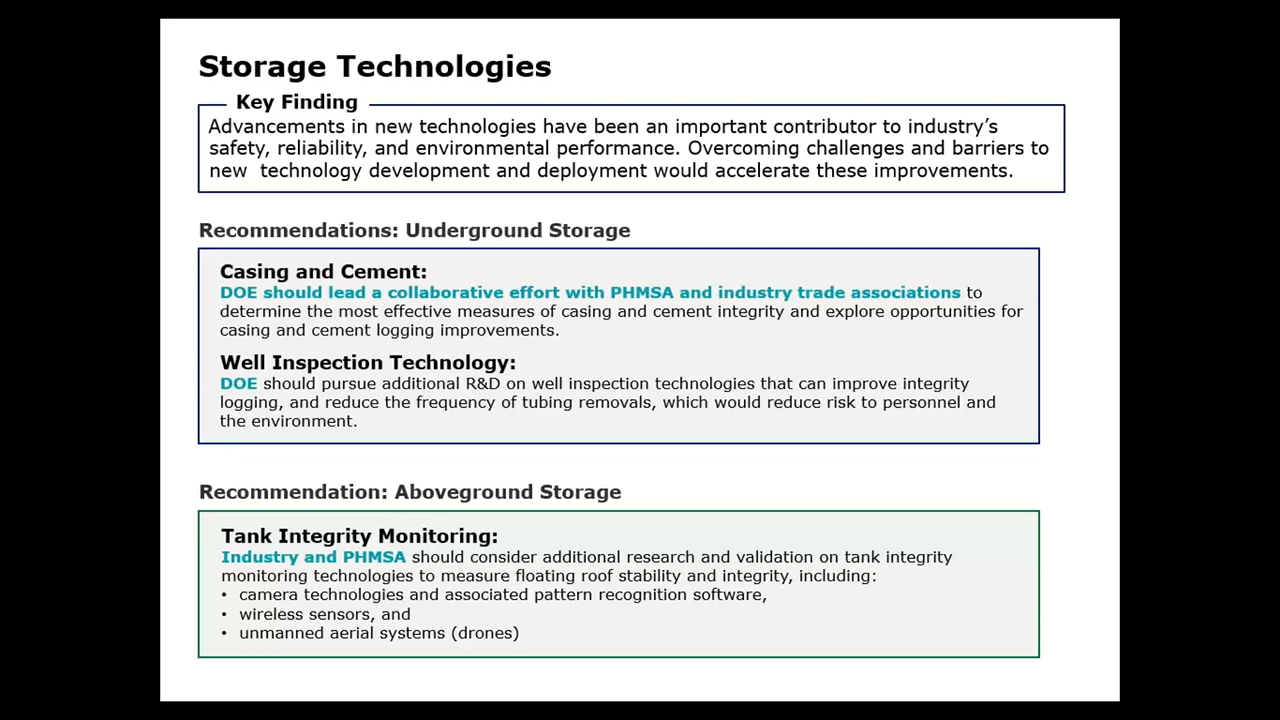 Storage Technologies
Key Finding
Advancements in new technologies have been an important contributor to industry’s
safety, reliability, and environmental performance. Overcoming challenges and barriers to
new  technology development and deployment would accelerate these improvements.
Recommendations: Underground Storage
Casing and Cement:
DOE should lead a collaborative effort with PHMSA and industry trade associations to
determine the most effective measures of casing and cement integrity and explore opportunities for
casing and cement logging improvements.
Well Inspection Technology:
DOE should pursue additional R&D on well inspection technologies that can improve integrity
logging, and reduce the frequency of tubing removals, which would reduce risk to personnel and
the environment.
Recommendation: Aboveground Storage
Tank Integrity Monitoring:
Industry and PHMSA should consider additional research and validation on tank integrity
monitoring technologies to measure floating roof stability and integrity, including:
• camera technologies and associated pattern recognition software,
• wireless sensors, and
• unmanned aerial systems (drones)